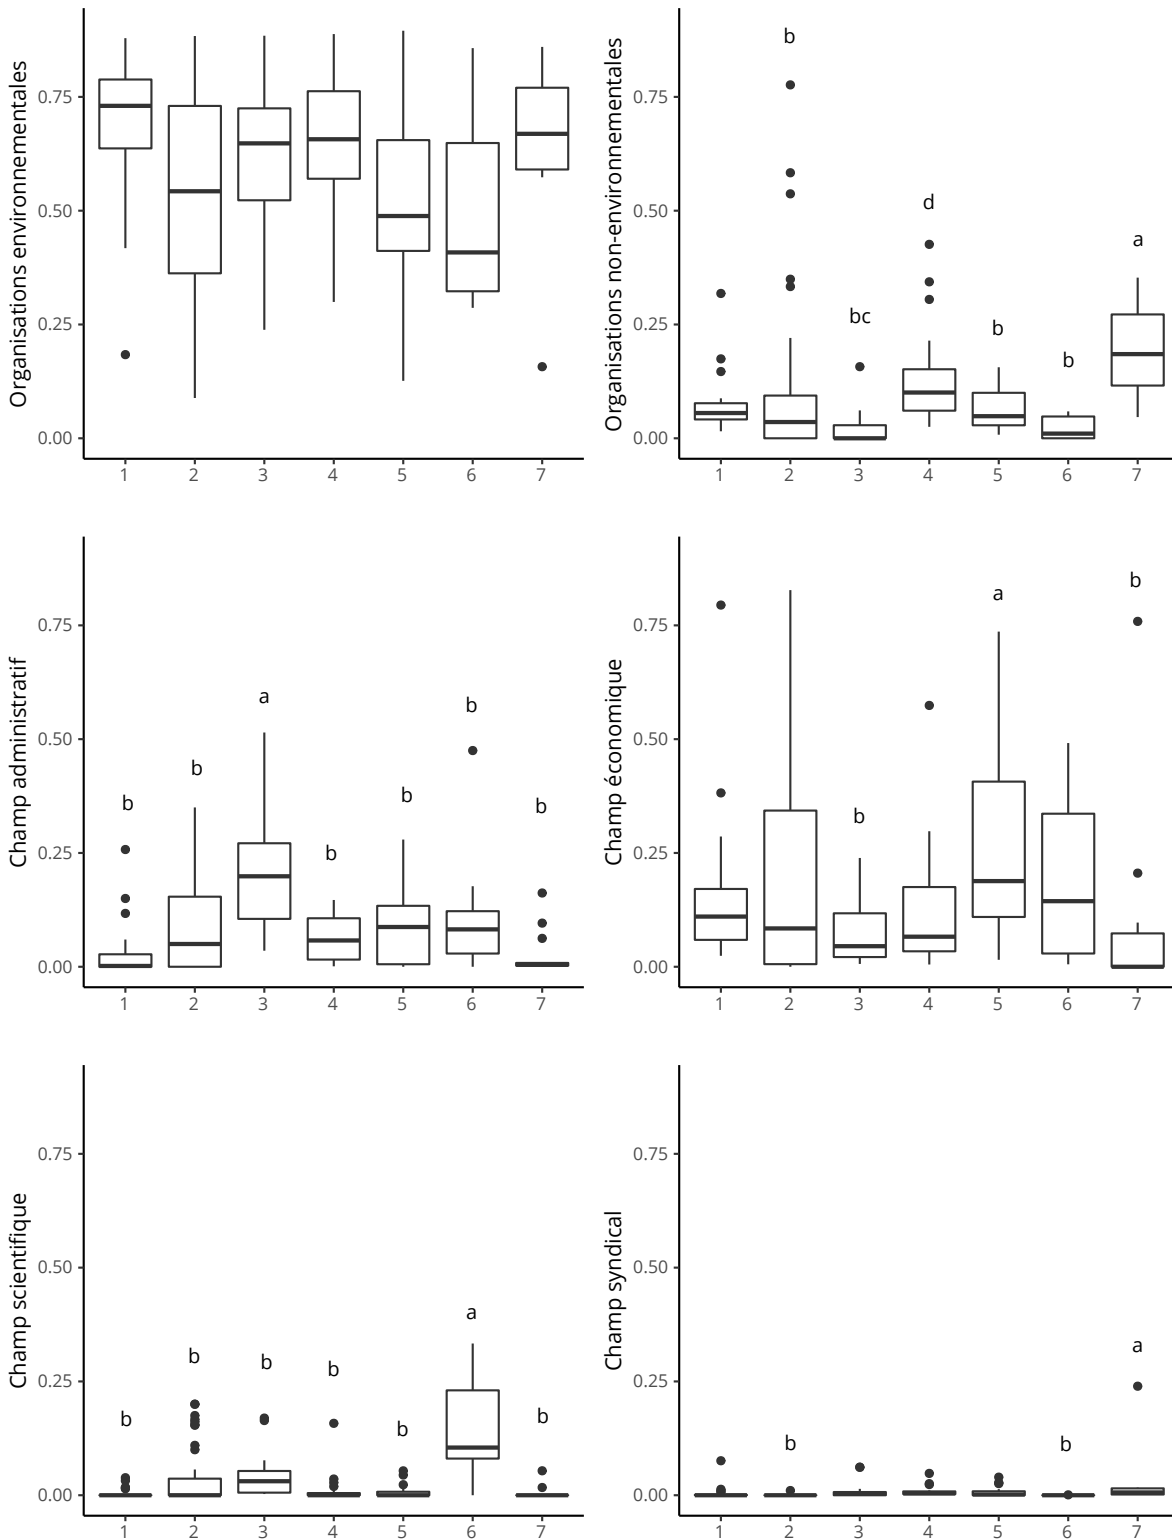 Organisations environnementales
0.75
0.50
0.25
0.00
1 2 3 4 5 6 7
Organisations non-environnementales
0.75
0.50
0.25
0.00
b
bc
d
b
b
a
1 2 3 4 5 6 7
Champ administratif
0.75
0.50
0.25
0.00
b
b
a
b
b
b
b
1 2 3 4 5 6 7
Champ économique
0.75
0.50
0.25
0.00
b
a
b
1 2 3 4 5 6 7
Champ scientifique
0.75
0.50
0.25
0.00
b
b
b
b
b
a
b
1 2 3 4 5 6 7
Champ syndical
0.75
0.50
0.25
0.00
b
b
a
1 2 3 4 5 6 7